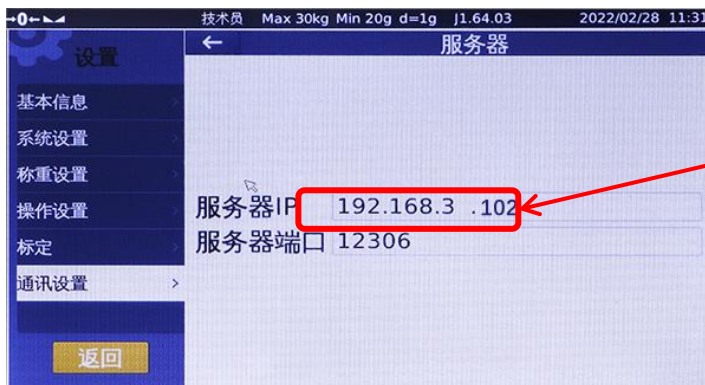 →0← 技术员 Max 30kg Min 20g d=1g J1.64.03 2022/02/28 11:31
设置
← 服务器
基本信息 >
系统设置 >
称重设置 >
操作设置 >
标定 >
通讯设置 >
服务器IP 192.168.3 .102
服务器端口 12306
返回